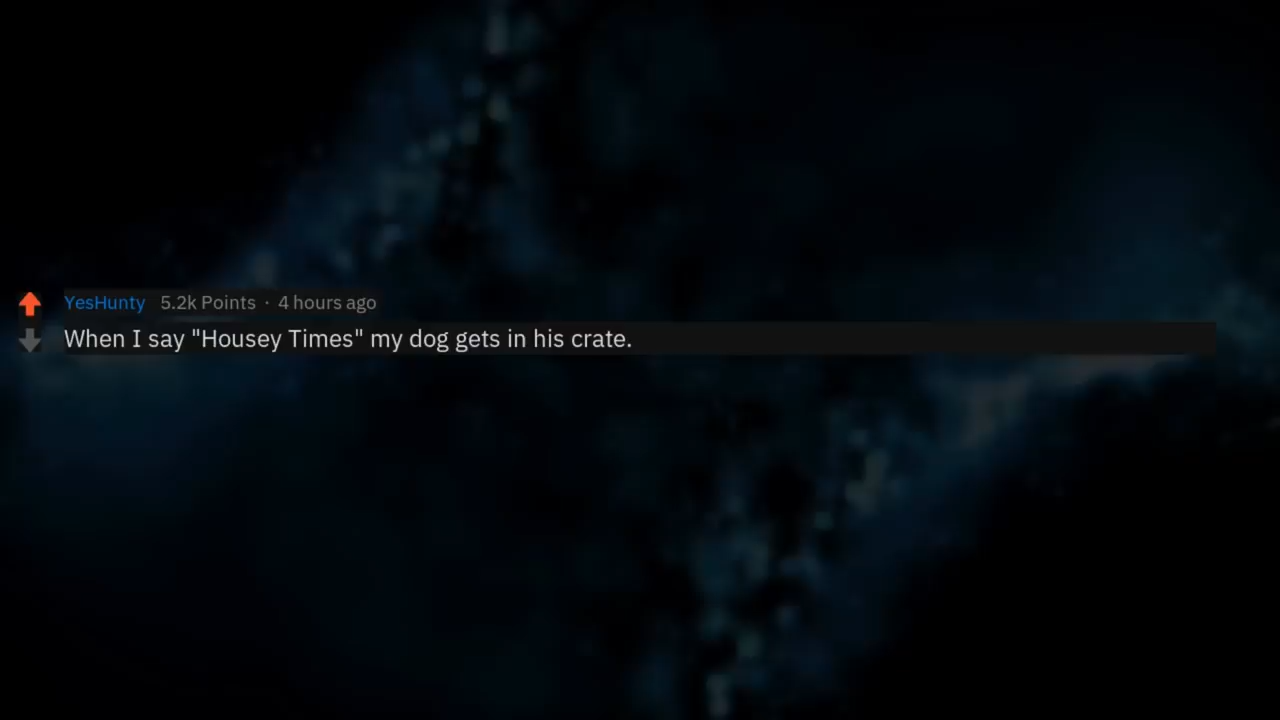 YesHunty 5.2k Points · 4 hours ago
When I say "Housey Times" my dog gets in his crate.